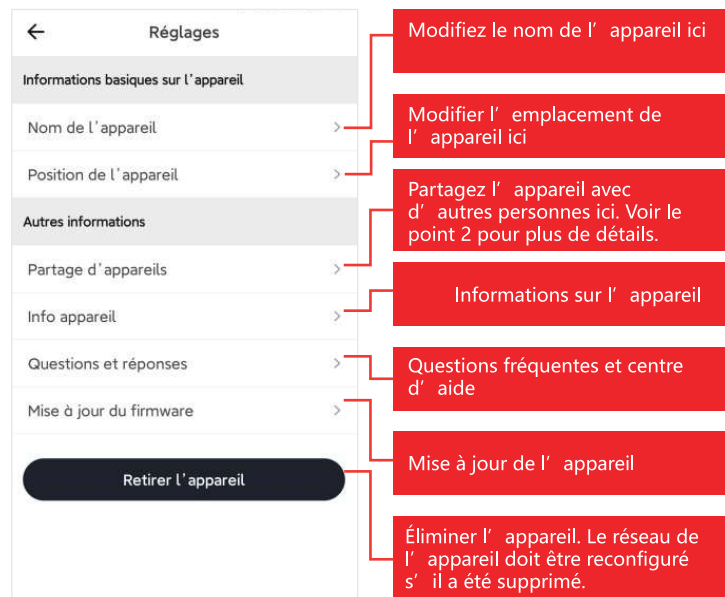 Réglages
Informations basiques sur l'appareil
Nom de l'appareil
Position de l'appareil
Autres informations
Partage d'appareils
Info appareil
Questions et réponses
Mise à jour du firmware
Retirer l'appareil
Modifiez le nom de l' appareil ici
Modifier l' emplacement de
l' appareil ici
Partagez l' appareil avec
d' autres personnes ici. Voir le
point 2 pour plus de détails.
Informations sur l' appareil
Questions fréquentes et centre
d' aide
Mise à jour de l' appareil
Éliminer l' appareil. Le réseau de
l' appareil doit être reconfiguré
s' il a été supprimé.